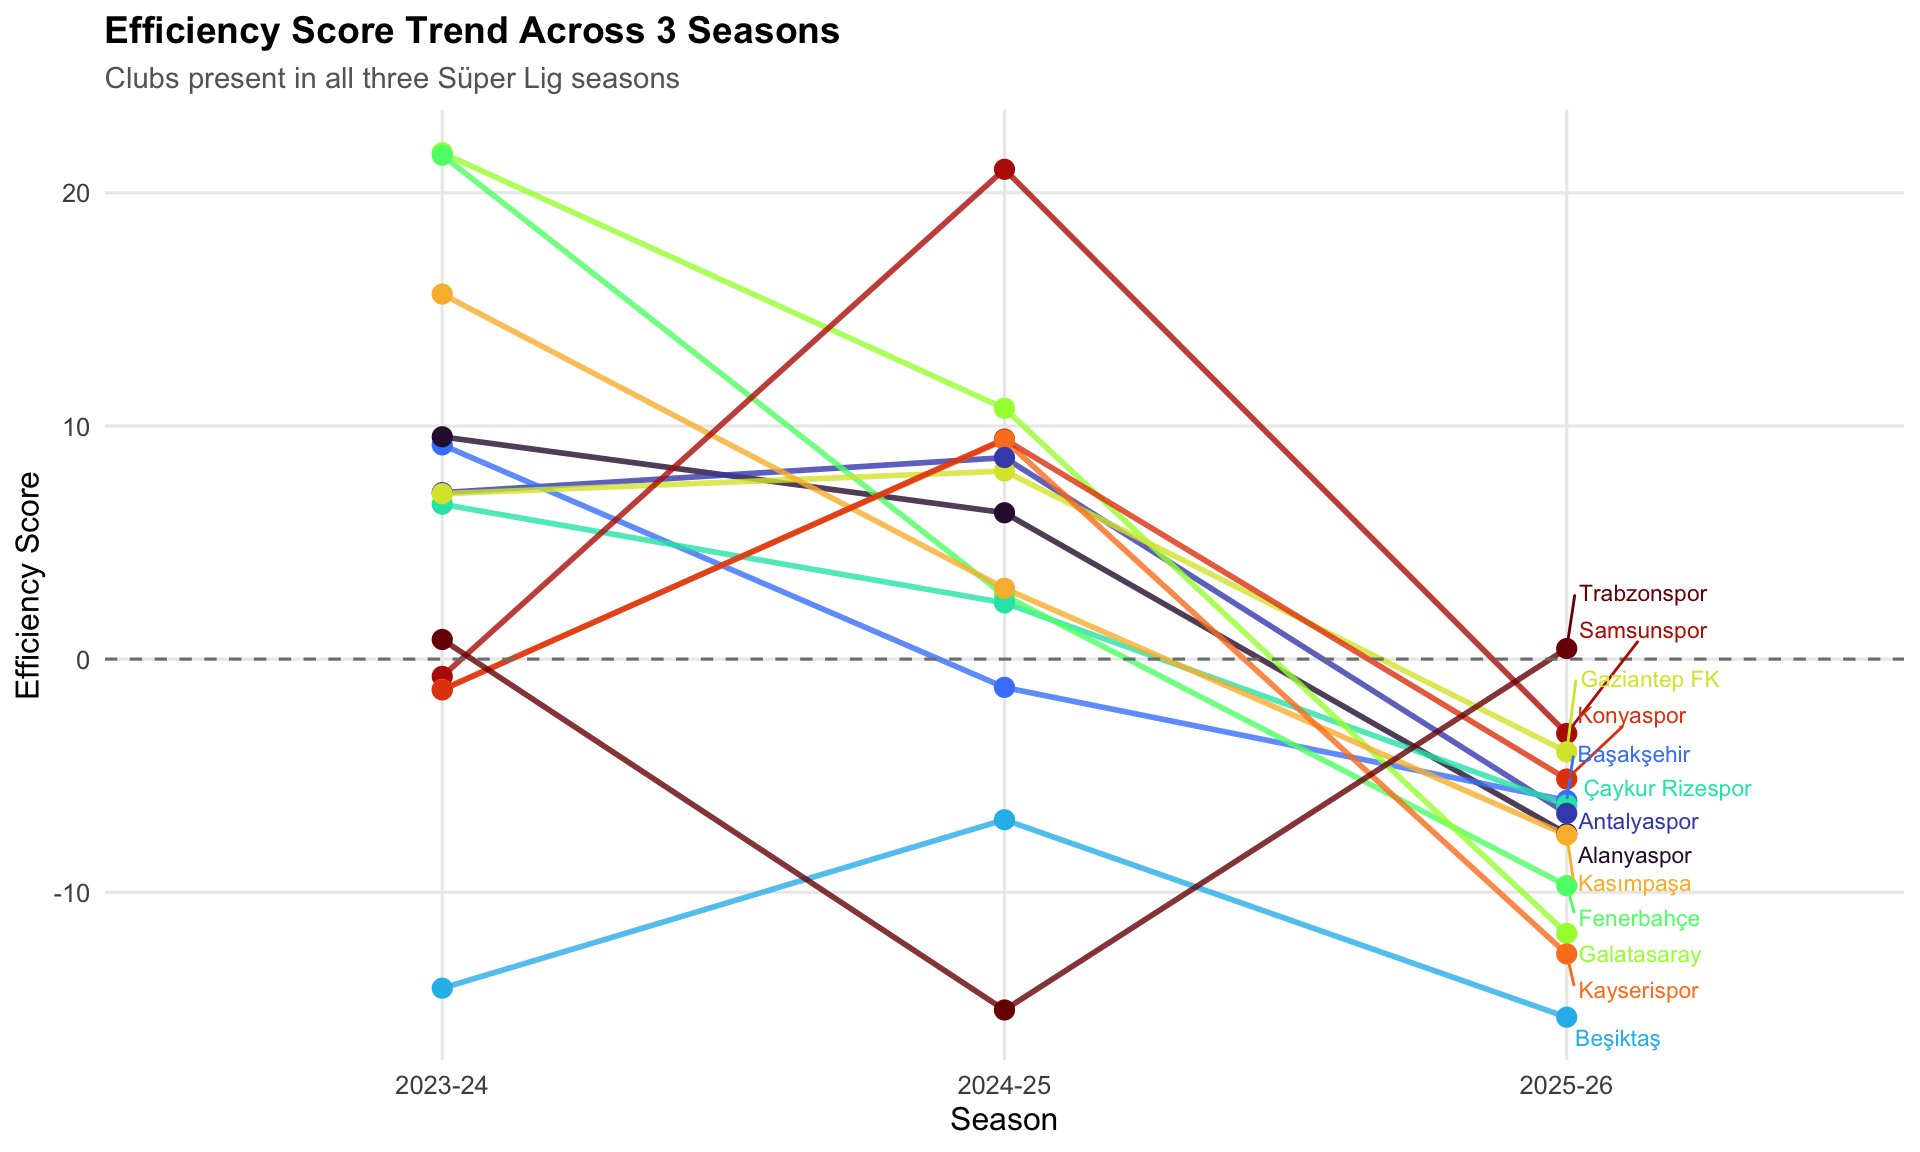 Efficiency Score Trend Across 3 Seasons
Clubs present in all three Süper Lig seasons
Efficiency Score
20
10
0
-10
Trabzonspor
Samsunspor
Gaziantep FK
Konyaspor
Başakşehir
Çaykur Rizespor
Antalyaspor
Alanyaspor
Kasımpaşa
Fenerbahçe
Galatasaray
Kayserispor
Beşiktaş
2023-24
2024-25
2025-26
Season